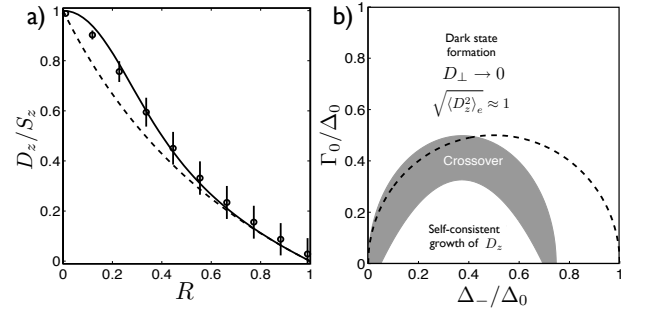 a)
D_z/S_z
1
0.8
0.6
0.4
0.2
0
0
0.2
0.4
0.6
0.8
1
R
b)
Γ_0/Δ_0
1
0.8
0.6
0.4
0.2
0
Dark state
formation
D_⊥ → 0
√⟨D_z^2⟩_e ≈ 1
Crossover
Self-consistent
growth of D_z
0
0.2
0.4
0.6
0.8
1
Δ_−/Δ_0